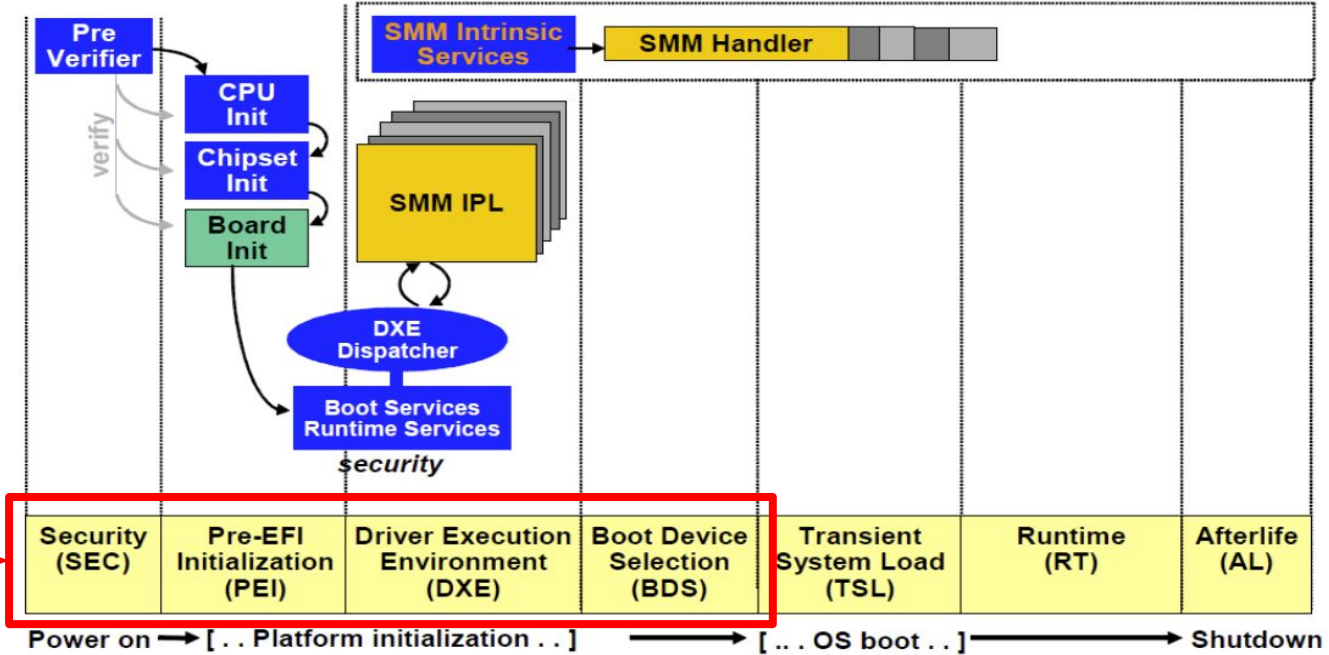 Pre
Verifier
verify
CPU
Init
Chipset
Init
Board
Init
SMM Intrinsic
Services
SMM Handler
SMM IPL
DXE
Dispatcher
Boot Services
Runtime Services
security
Security
(SEC)
Pre-EFI
Initialization
(PEI)
Driver Execution
Environment
(DXE)
Boot Device
Selection
(BDS)
Transient
System Load
(TSL)
Runtime
(RT)
Afterlife
(AL)
Power on [ . . Platform initialization . . ] [ .. . OS boot . . ] Shutdown